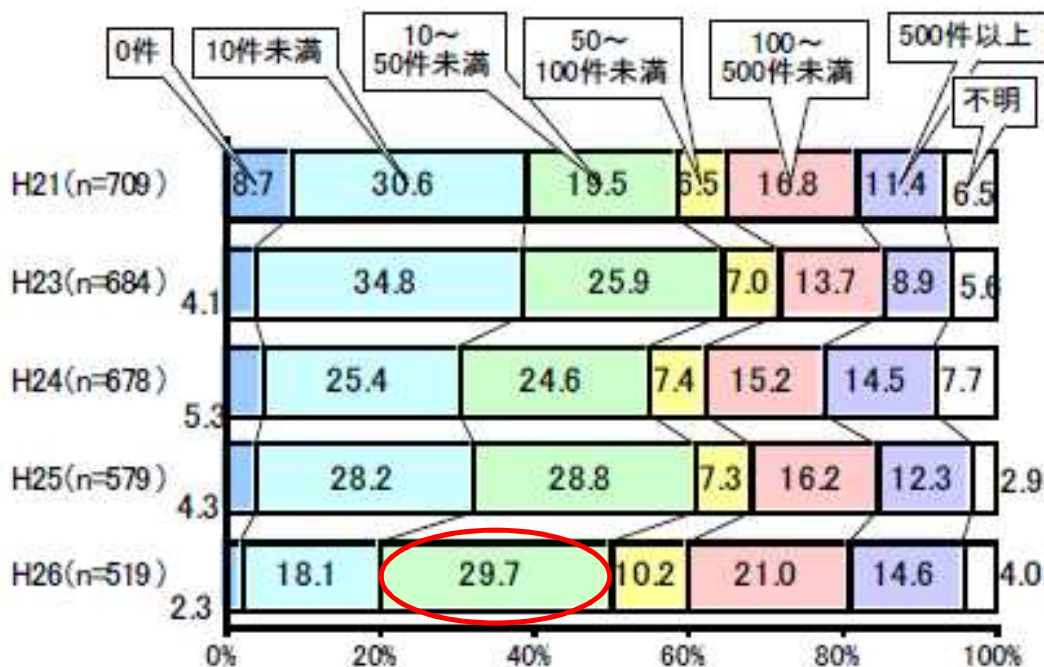 0件
10件未満
10～
50件未満
50～
100件未満
100～
500件未満
500件以上
不明
H21(n=709) 8.7 30.6 19.5 6.5 16.8 11.4 6.5
H23(n=684) 4.1 34.8 25.9 7.0 13.7 8.9 5.6
H24(n=678) 5.3 25.4 24.6 7.4 15.2 14.5 7.7
H25(n=579) 4.3 28.2 28.8 7.3 16.2 12.3 2.9
H26(n=519) 2.3 18.1 29.7 10.2 21.0 14.6 4.0
0% 20% 40% 60% 80% 100%